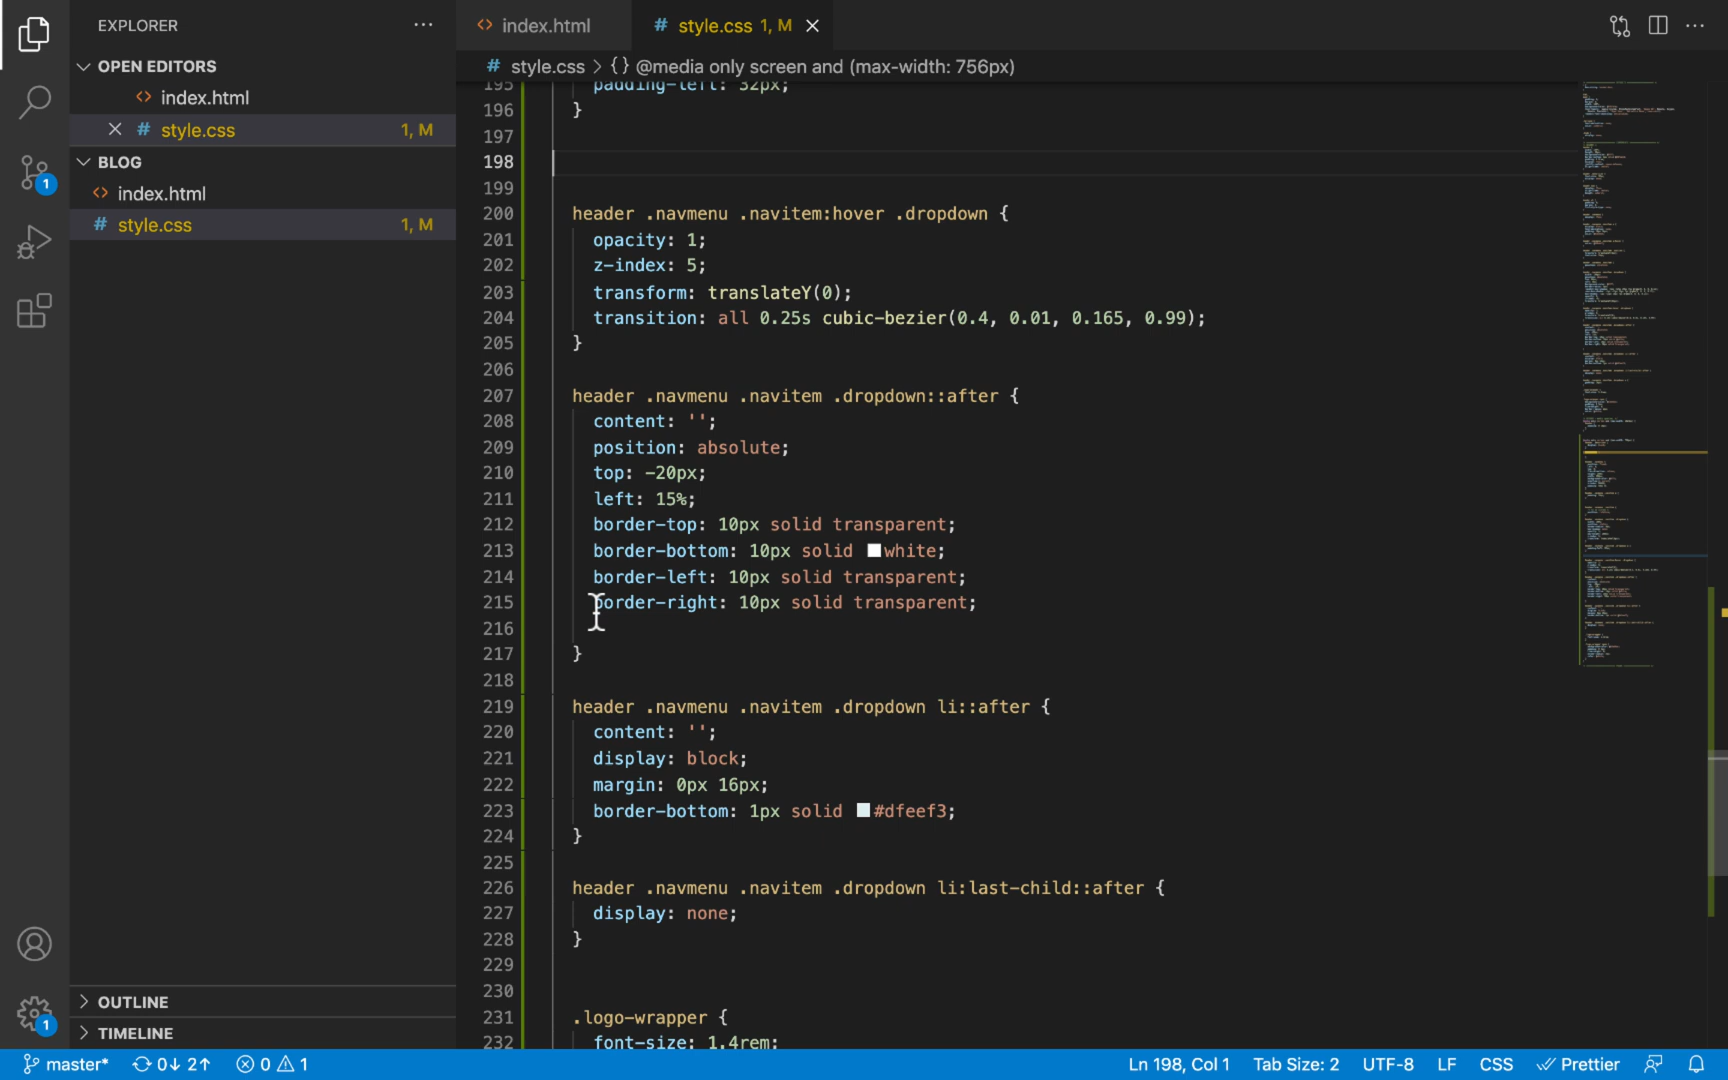 EXPLORER
index.html
# style.css 1, M
OPEN EDITORS
# style.css > {} @media only screen and (max-width: 756px)
index.html
# style.css 1, M
BLOG
index.html
# style.css 1, M
195 padding-left: 32px;
196 }
197
198
199
200 header .navmenu .navitem:hover .dropdown {
201 opacity: 1;
202 z-index: 5;
203 transform: translateY(0);
204 transition: all 0.25s cubic-bezier(0.4, 0.01, 0.165, 0.99);
205 }
206
207 header .navmenu .navitem .dropdown::after {
208 content: '';
209 position: absolute;
210 top: -20px;
211 left: 15%;
212 border-top: 10px solid transparent;
213 border-bottom: 10px solid white;
214 border-left: 10px solid transparent;
215 border-right: 10px solid transparent;
216
217 }
218
219 header .navmenu .navitem .dropdown li::after {
220 content: '';
221 display: block;
222 margin: 0px 16px;
223 border-bottom: 1px solid #dfeef3;
224 }
225
226 header .navmenu .navitem .dropdown li:last-child::after {
227 display: none;
228 }
229
230
231 .logo-wrapper {
232 font-size: 1.4rem;
1
1
OUTLINE
TIMELINE
master* 0↓ 2↑ 0 1 Ln 198, Col 1 Tab Size: 2 UTF-8 LF CSS Prettier